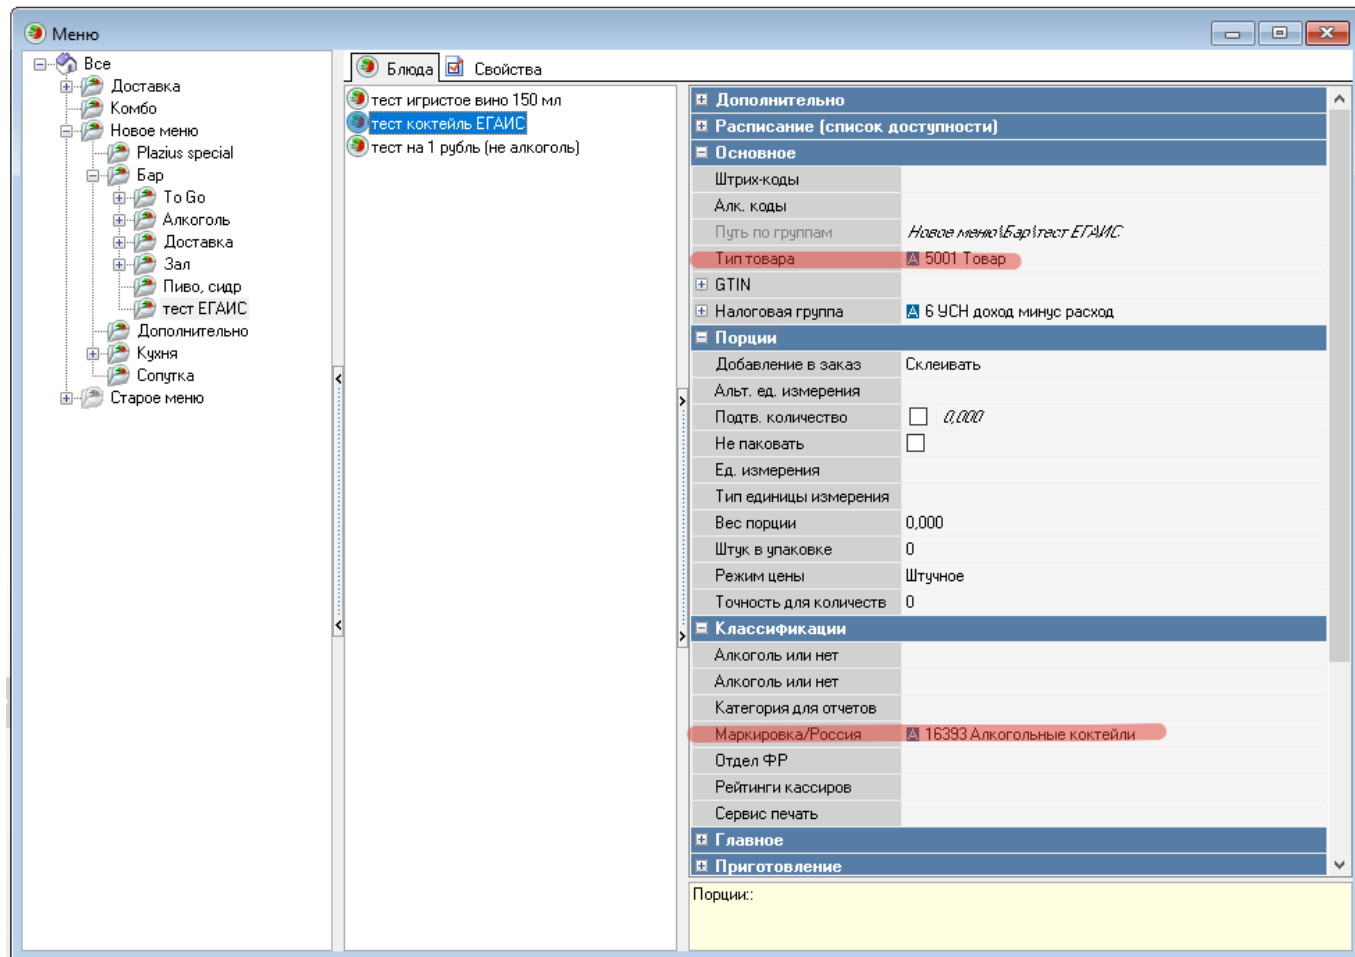 Меню
Все
Доставка
Комбо
Новое меню
Plazius special
Бар
To Go
Алкоголь
Доставка
Зал
Пиво, сидр
тест ЕГАИС
Дополнительно
Кухня
Сопутка
Старое меню
Блюда Свойства
тест игристое вино 150 мл
тест коктейль ЕГАИС
тест на 1 рубль (не алкоголь)
Дополнительно
Расписание (список доступности)
Основное
Штрих-коды
Алк. коды
Путь по группам Новое меню\Бар\тест ЕГАИС
Тип товара A 5001 Товар
GTIN
Налоговая группа A 6 УСН доход минус расход
Порции
Добавление в заказ Склеивать
Альт. ед. измерения
Подтв. количество 0,000
Не паковать
Ед. измерения
Тип единицы измерения
Вес порции 0,000
Штук в упаковке 0
Режим цены Штучное
Точность для количеств 0
Классификации
Алкоголь или нет
Алкоголь или нет
Категория для отчетов
Маркировка/Россия A 16393 Алкогольные коктейли
Отдел ФР
Рейтинги кассиров
Сервис печать
Главное
Приготовление
Порции::